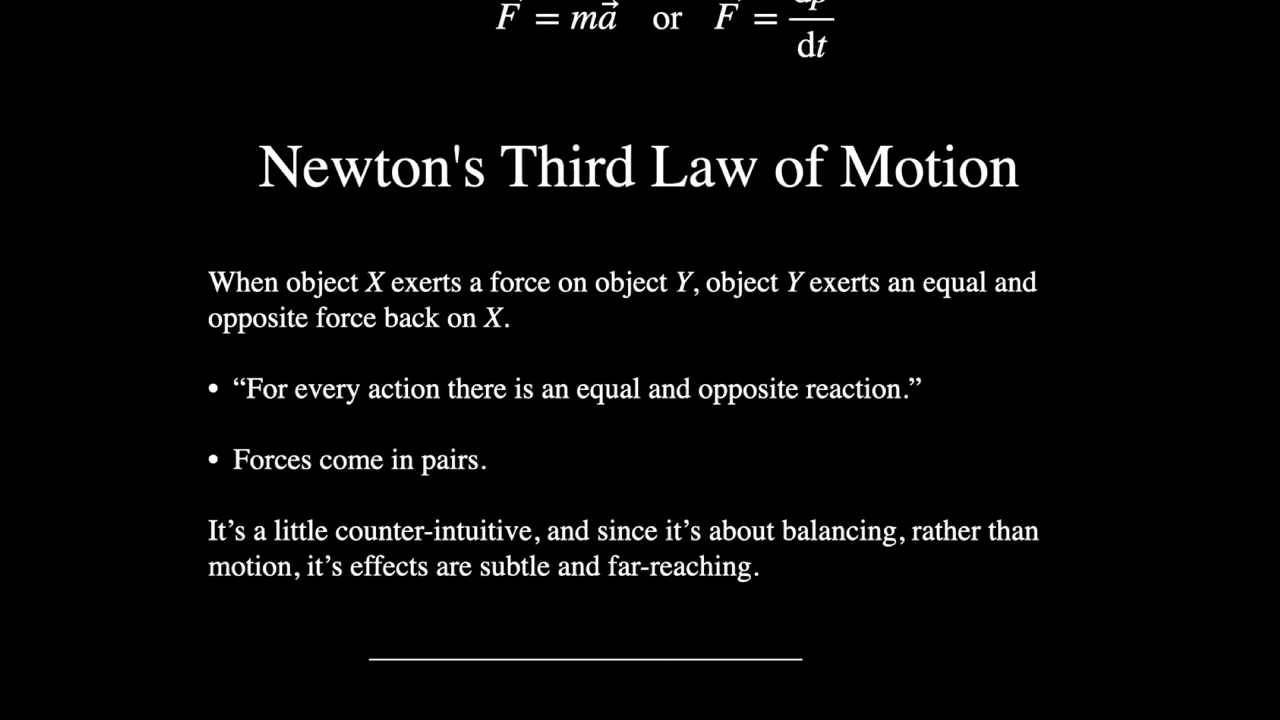 F = ma⃗ or F = dp/dt
Newton's Third Law of Motion
When object X exerts a force on object Y, object Y exerts an equal and
opposite force back on X.
• “For every action there is an equal and opposite reaction.”
• Forces come in pairs.
It’s a little counter-intuitive, and since it’s about balancing, rather than
motion, it’s effects are subtle and far-reaching.